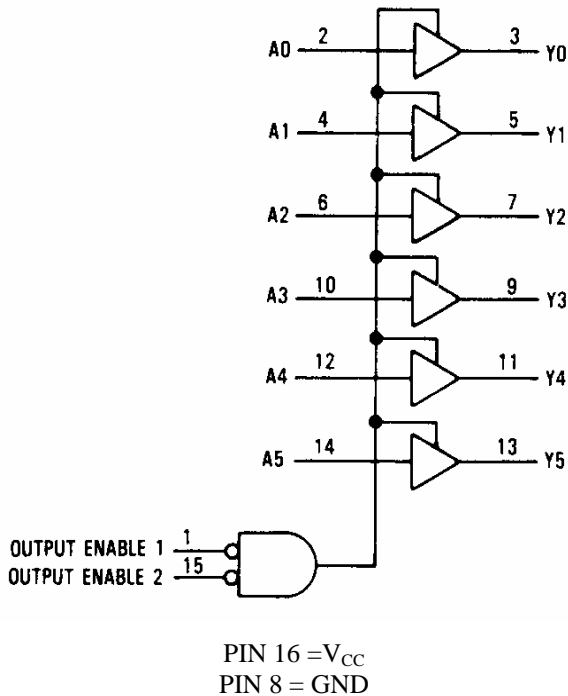 A0 2 3 Y0
A1 4 5 Y1
A2 6 7 Y2
A3 10 9 Y3
A4 12 11 Y4
A5 14 13 Y5
OUTPUT ENABLE 1 1
OUTPUT ENABLE 2 15
PIN 16 =VCC
PIN 8 = GND